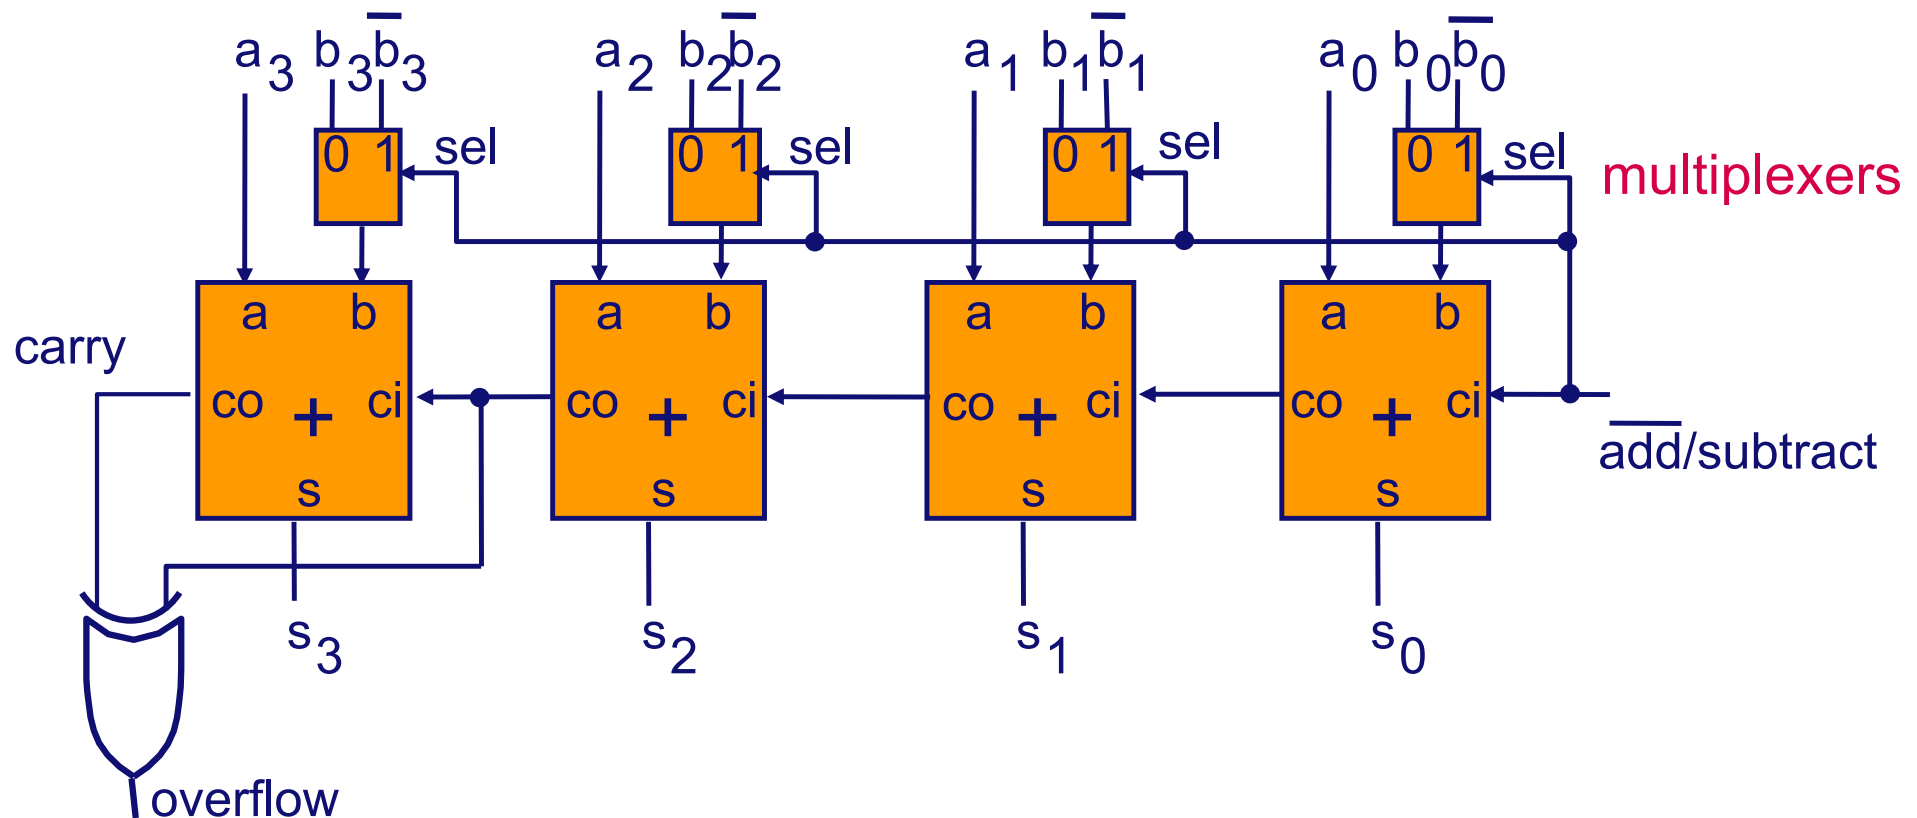 a3 b3 b̅3 a2 b2 b̅2 a1 b1 b̅1 a0 b0 b̅0
0 1 sel 0 1 sel 0 1 sel 0 1 sel multiplexers
a b a b a b a b
carry
co + ci co + ci co + ci co + ci
a̅d̅d̅/subtract
s s s s
s3 s2 s1 s0
overflow